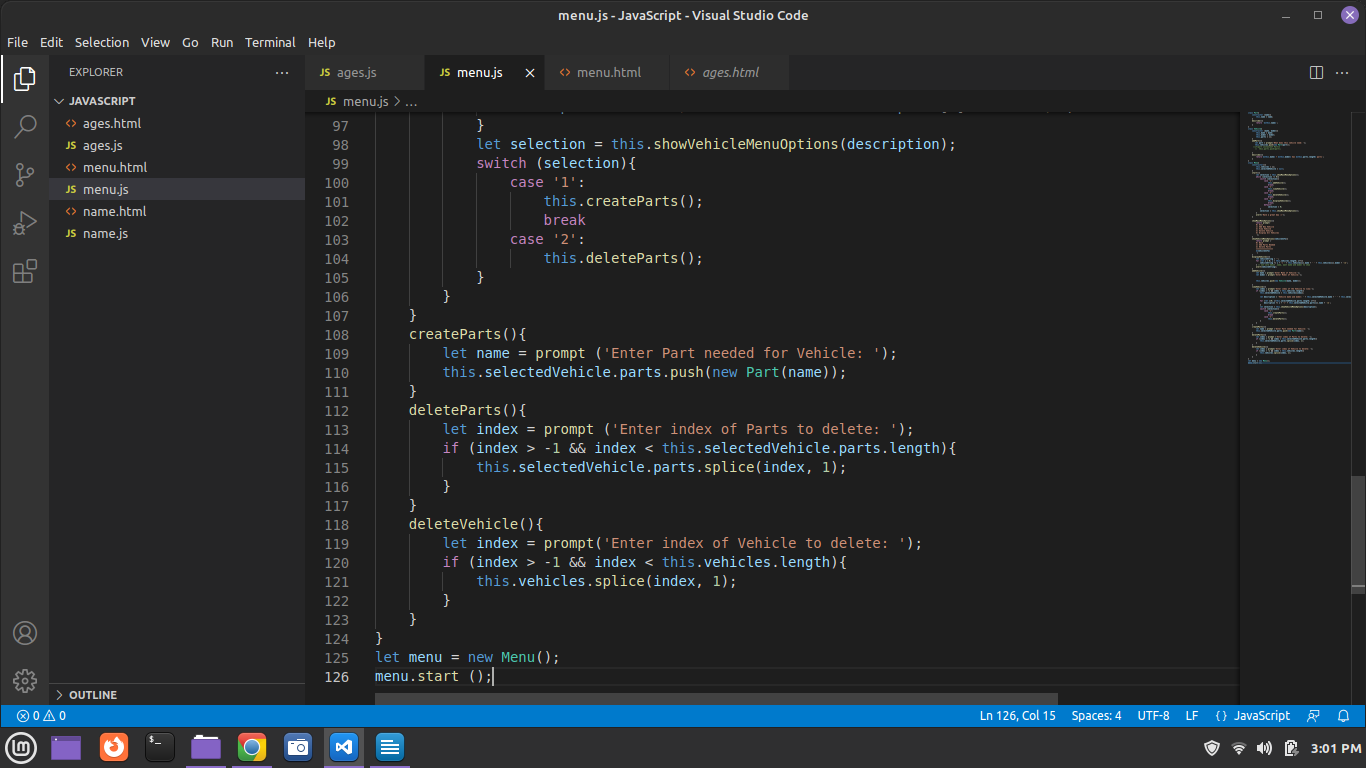 menu.js - JavaScript - Visual Studio Code
File Edit Selection View Go Run Terminal Help
EXPLORER
JAVASCRIPT
ages.html
ages.js
menu.html
menu.js
name.html
name.js
OUTLINE
ages.js menu.js menu.html ages.html
menu.js > ...
97 }
98 let selection = this.showVehicleMenuOptions(description);
99 switch (selection){
100 case '1':
101 this.createParts();
102 break
103 case '2':
104 this.deleteParts();
105 }
106 }
107 }
108 createParts(){
109 let name = prompt ('Enter Part needed for Vehicle: ');
110 this.selectedVehicle.parts.push(new Part(name));
111 }
112 deleteParts(){
113 let index = prompt ('Enter index of Parts to delete: ');
114 if (index > -1 && index < this.selectedVehicle.parts.length){
115 this.selectedVehicle.parts.splice(index, 1);
116 }
117 }
118 deleteVehicle(){
119 let index = prompt('Enter index of Vehicle to delete: ');
120 if (index > -1 && index < this.vehicles.length){
121 this.vehicles.splice(index, 1);
122 }
123 }
124 }
125 let menu = new Menu();
126 menu.start ();
0 0 Ln 126, Col 15 Spaces: 4 UTF-8 LF {} JavaScript
3:01 PM